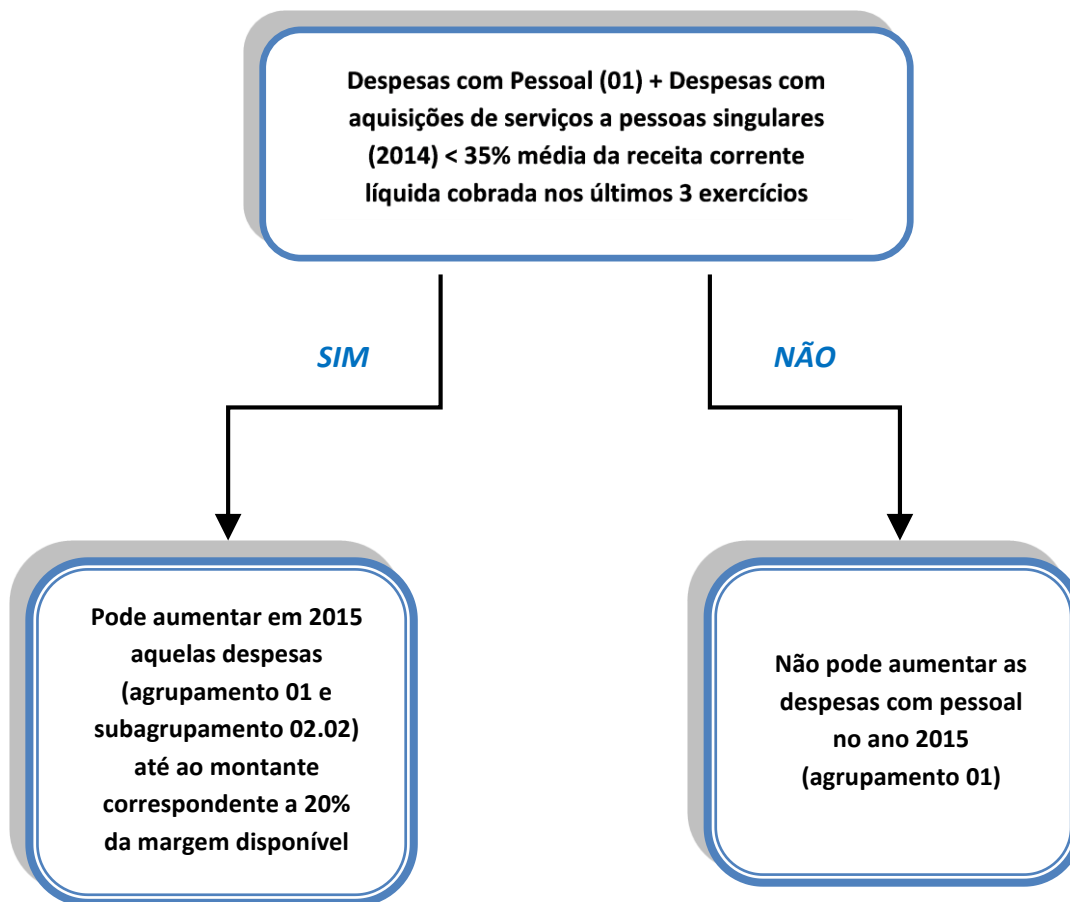 Despesas com Pessoal (01) + Despesas com
aquisições de serviços a pessoas singulares
(2014) < 35% média da receita corrente
líquida cobrada nos últimos 3 exercícios
SIM
NÃO
Pode aumentar em 2015
aquelas despesas
(agrupamento 01 e
subagrupamento 02.02)
até ao montante
correspondente a 20%
da margem disponível
Não pode aumentar as
despesas com pessoal
no ano 2015
(agrupamento 01)